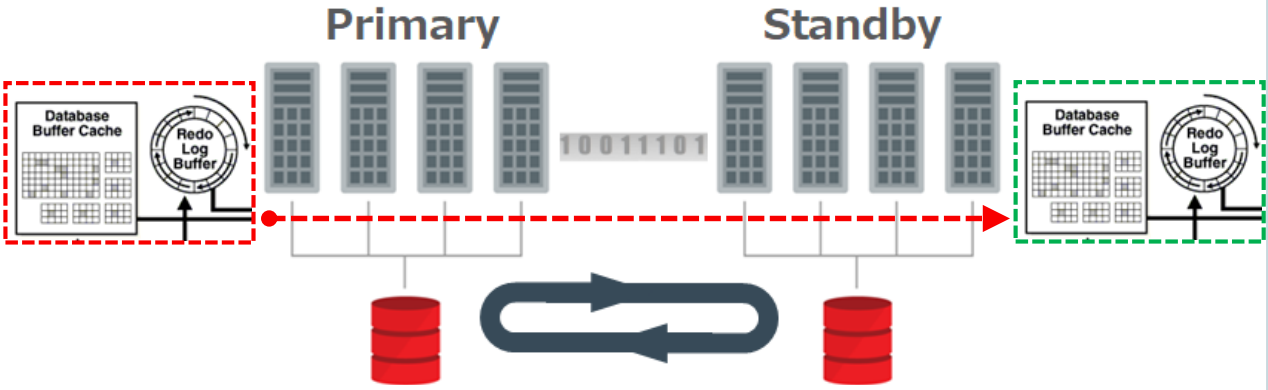 Primary
Standby
Database
Buffer Cache
Redo
Log
Buffer
10011101
Database
Buffer Cache
Redo
Log
Buffer